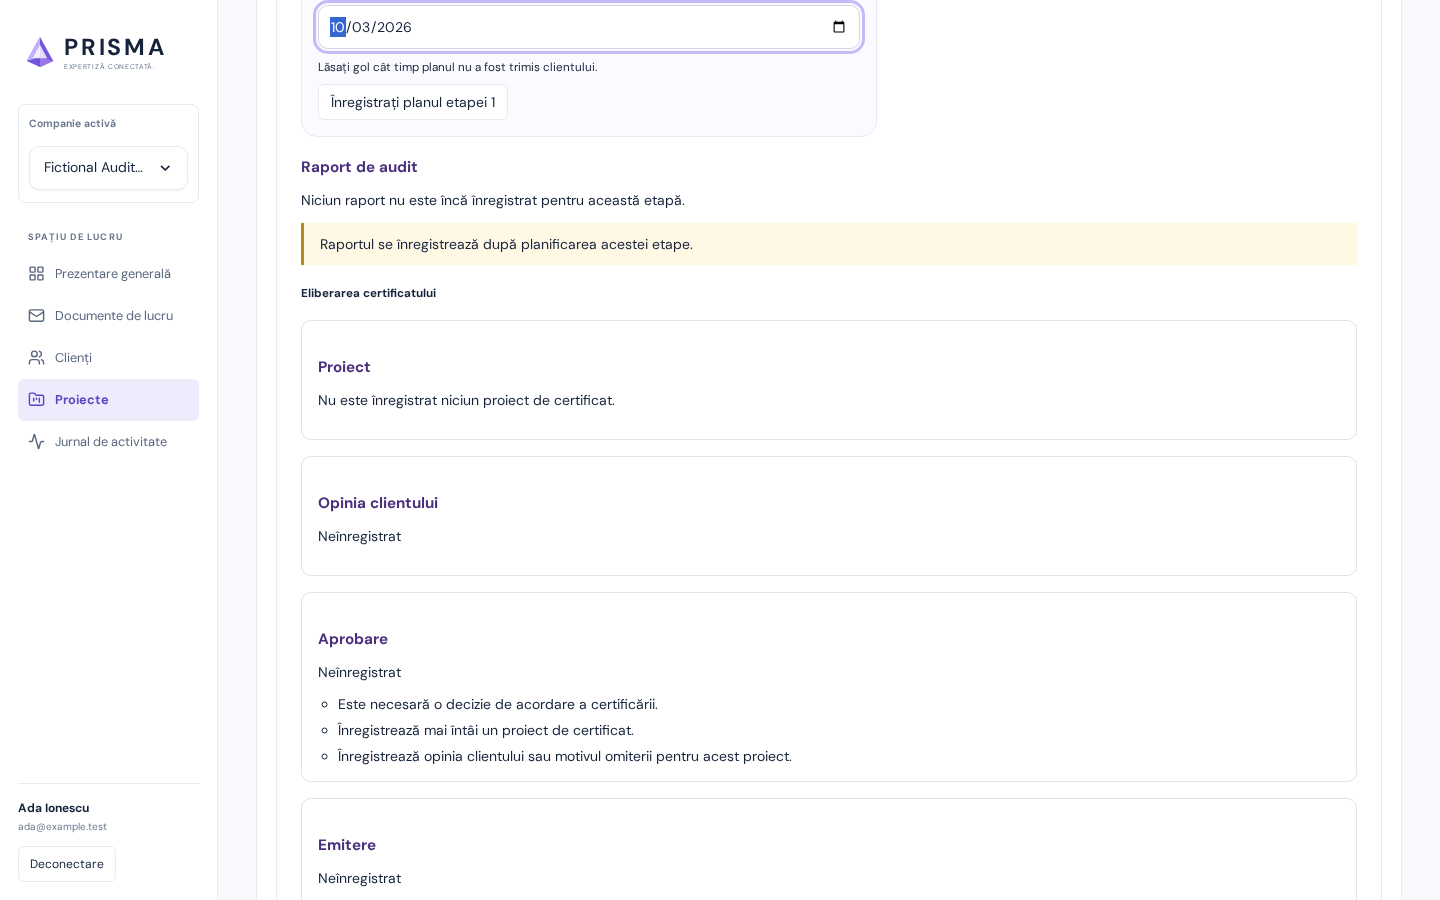 PRISMA
EXPERTIZĂ CONECTATĂ.
Companie activă
Fictional Audit...
SPAȚIU DE LUCRU
Prezentare generală
Documente de lucru
Clienți
Proiecte
Jurnal de activitate
Ada Ionescu
ada@example.test
Deconectare
10/03/2026
Lăsați gol cât timp planul nu a fost trimis clientului.
Înregistrați planul etapei 1
Raport de audit
Niciun raport nu este încă înregistrat pentru această etapă.
Raportul se înregistrează după planificarea acestei etape.
Eliberarea certificatului
Proiect
Nu este înregistrat niciun proiect de certificat.
Opinia clientului
Neînregistrat
Aprobare
Neînregistrat
Este necesară o decizie de acordare a certificării.
Înregistrează mai întâi un proiect de certificat.
Înregistrează opinia clientului sau motivul omiterii pentru acest proiect.
Emitere
Neînregistrat